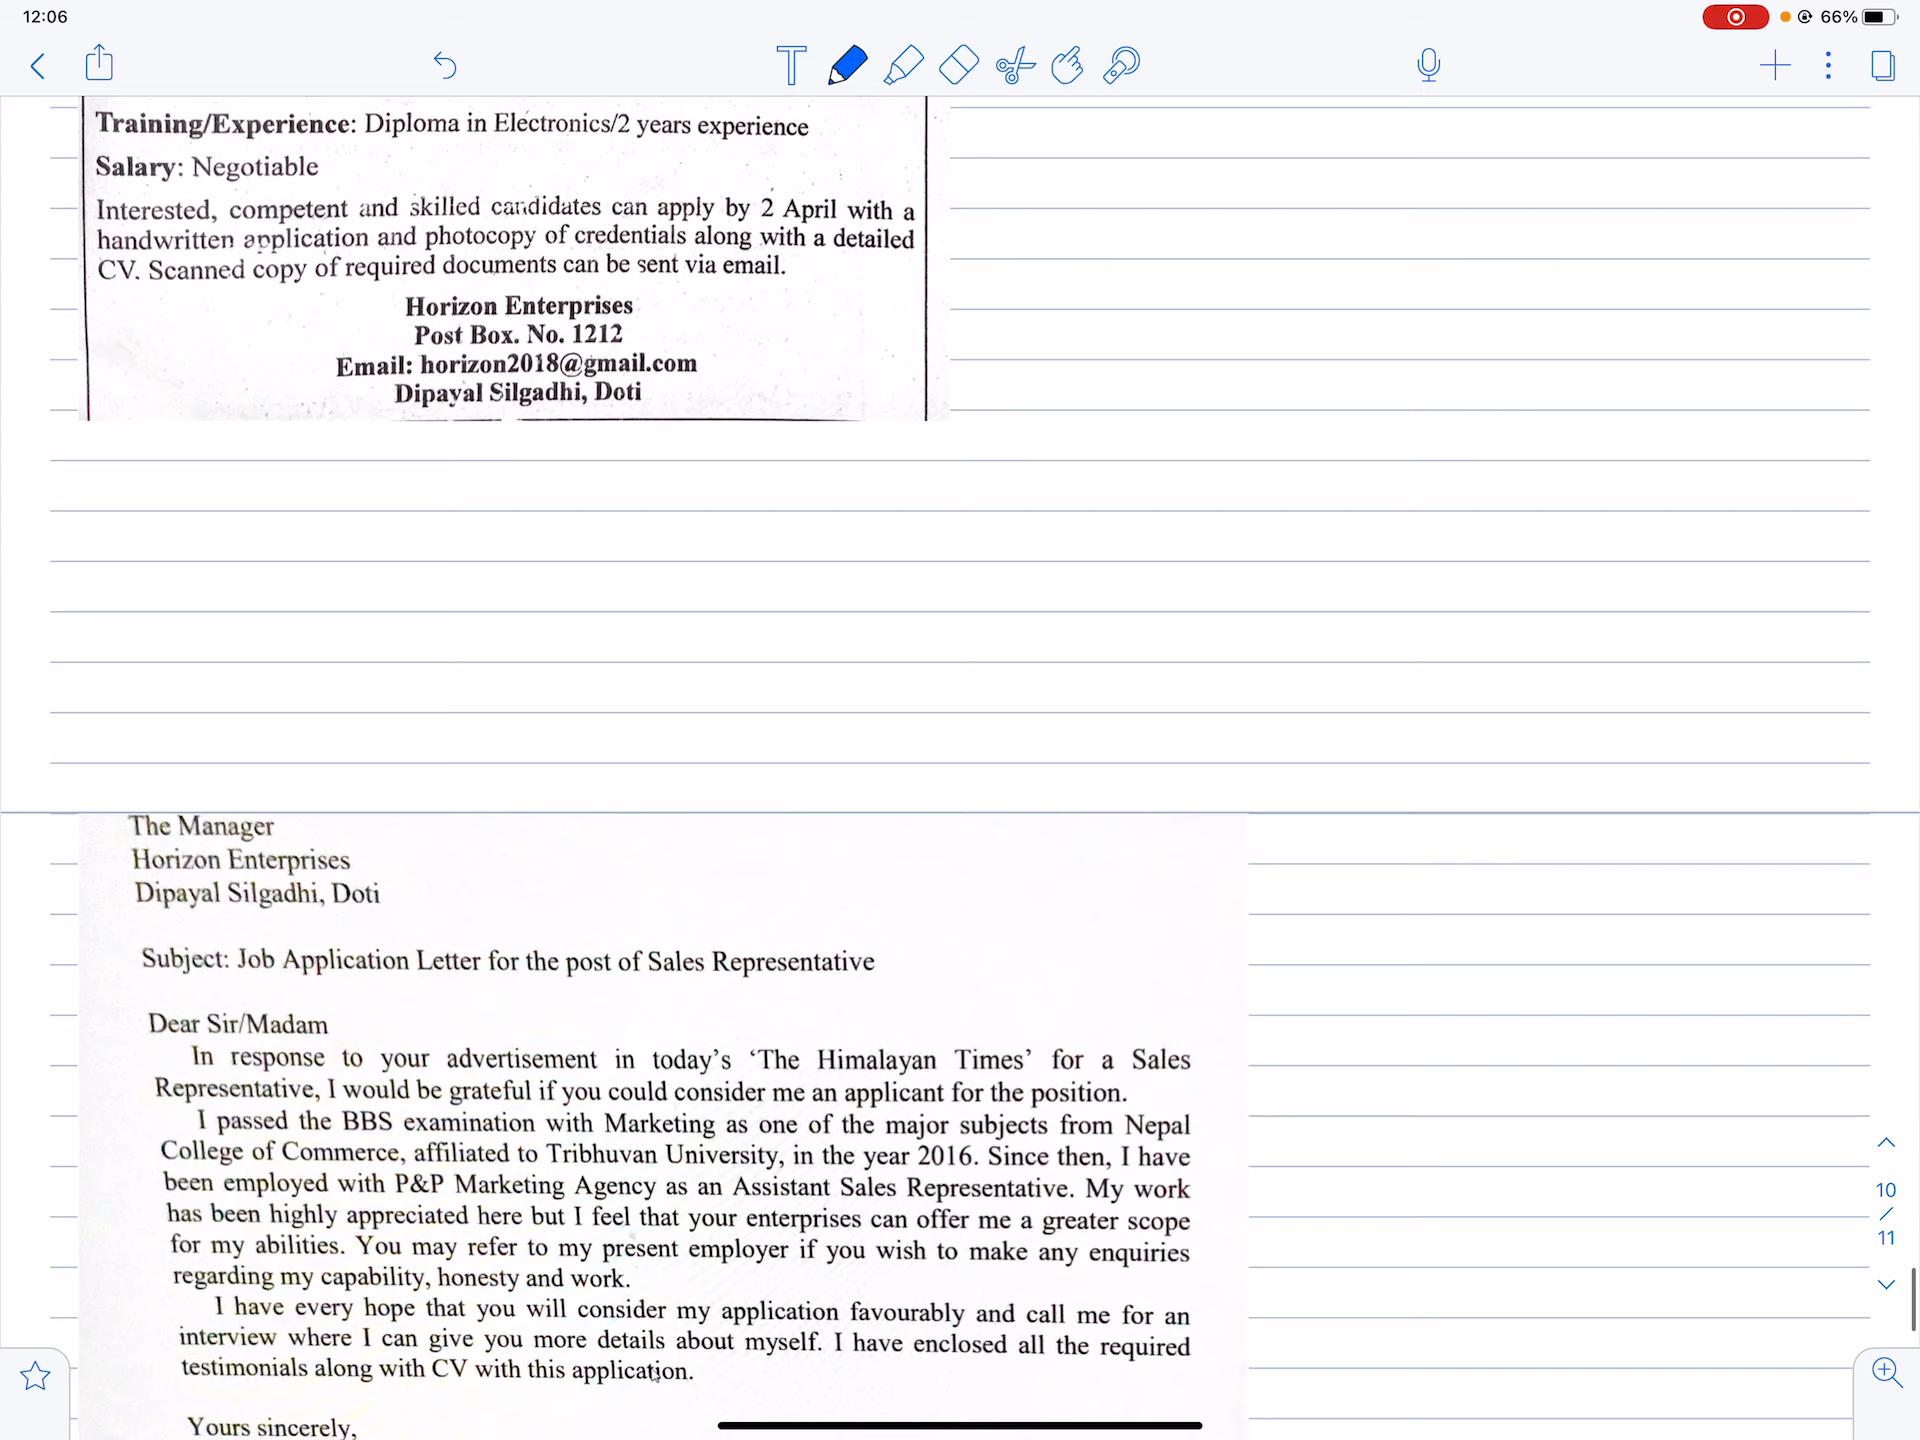 12:06
66%
T
Training/Experience: Diploma in Electronics/2 years experience
Salary: Negotiable
Interested, competent and skilled candidates can apply by 2 April with a
handwritten application and photocopy of credentials along with a detailed
CV. Scanned copy of required documents can be sent via email.
Horizon Enterprises
Post Box. No. 1212
Email: horizon2018@gmail.com
Dipayal Silgadhi, Doti
The Manager
Horizon Enterprises
Dipayal Silgadhi, Doti
Subject: Job Application Letter for the post of Sales Representative
Dear Sir/Madam
In response to your advertisement in today's 'The Himalayan Times' for a Sales
Representative, I would be grateful if you could consider me an applicant for the position.
I passed the BBS examination with Marketing as one of the major subjects from Nepal
College of Commerce, affiliated to Tribhuvan University, in the year 2016. Since then, I have
been employed with P&P Marketing Agency as an Assistant Sales Representative. My work
has been highly appreciated here but I feel that your enterprises can offer me a greater scope
for my abilities. You may refer to my present employer if you wish to make any enquiries
regarding my capability, honesty and work.
I have every hope that you will consider my application favourably and call me for an
interview where I can give you more details about myself. I have enclosed all the required
testimonials along with CV with this application.
Yours sincerely,
10
/
11